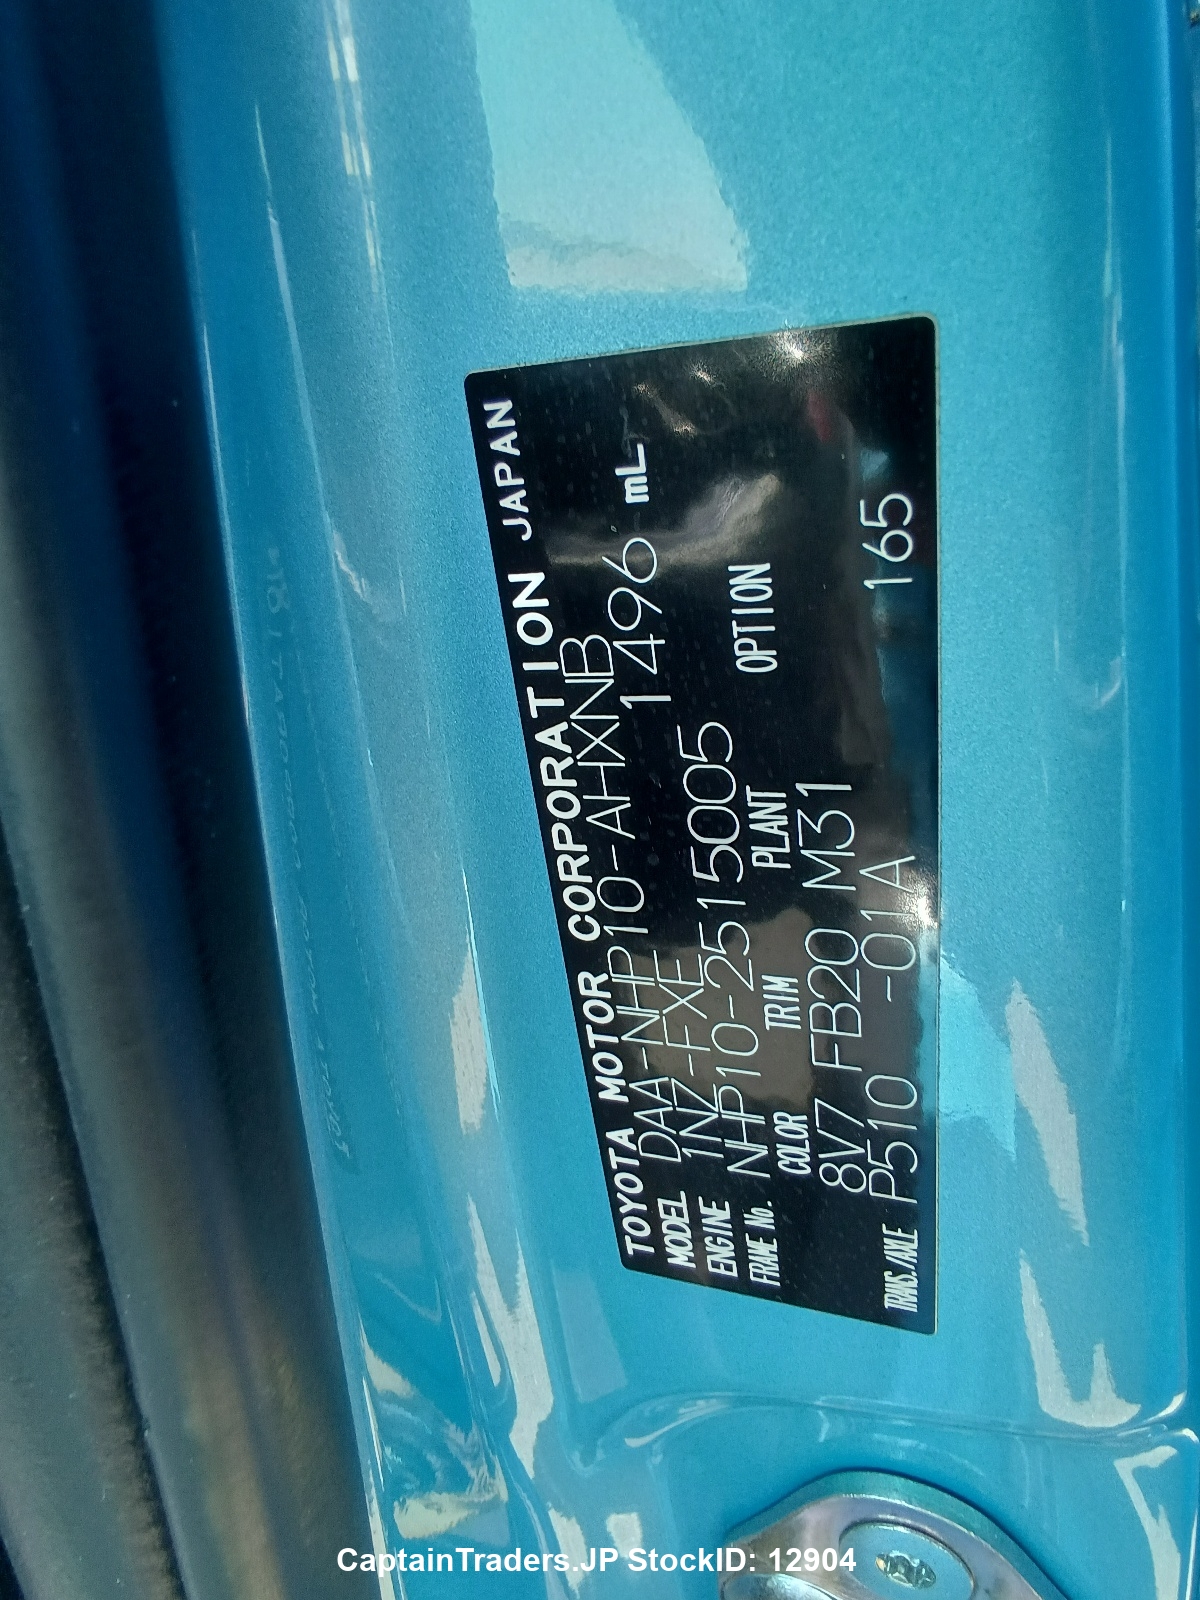 TOYOTA MOTOR CORPORATION JAPAN
MODEL DAA-NHP10-AHXNB
ENGINE 1NZ-FXE 1496 mL
FRAME No. NHP10-2515005
COLOR TRIM PLANT OPTION
8V7 FB20 M31
TRANS./AXLE P510 -01A 165
CaptainTraders.JP StockID: 12904